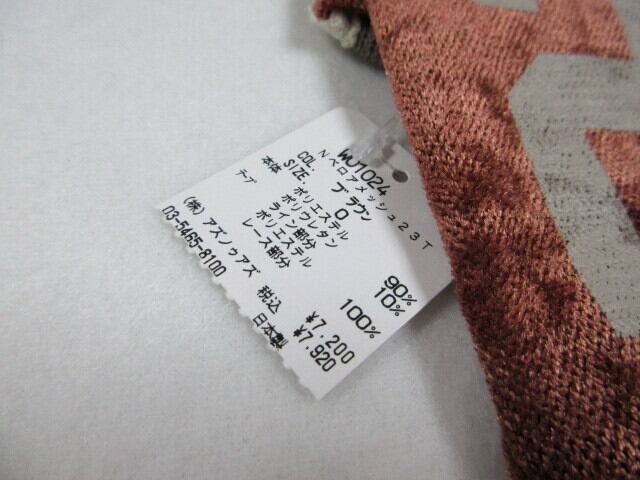 WU1024
Nベロアメッシュ23T
COL. ブラウン
SIZE. 0
本体 ポリエステル 90%
ポリウレタン 10%
ライン部分
ポリエステル 100%
レース部分
ナープ
(株) アズノゥアズ
03-5465-8100
¥7,200
税込 ¥7,920
日本製